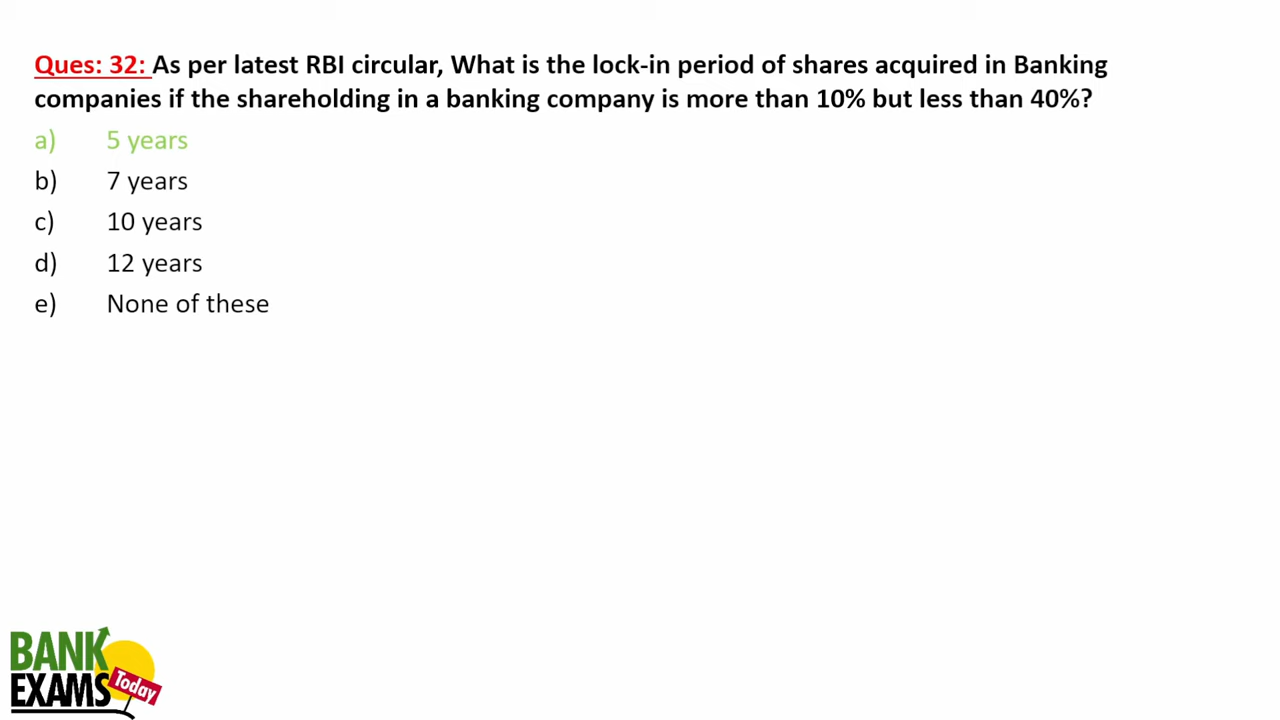 Ques: 32: As per latest RBI circular, What is the lock-in period of shares acquired in Banking
companies if the shareholding in a banking company is more than 10% but less than 40%?
a) 5 years
b) 7 years
c) 10 years
d) 12 years
e) None of these
BANK
EXAMS Today